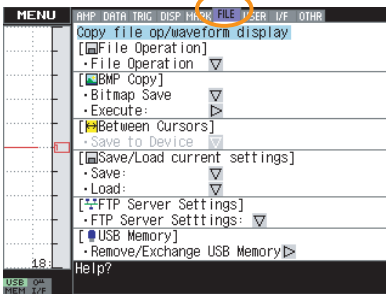 MENU
AMP DATA TRIG DISP MARK FILE USER I/F OTHR
Copy file op/waveform display
[File Operation]
・File Operation ▽
[BMP Copy]
・Bitmap Save ▽
・Execute: ▷
[Between Cursors]
・Save to Device ▽
[Save/Load current settings]
・Save: ▽
・Load: ▽
[FTP Server Settings]
・FTP Server Setttings: ▽
[USB Memory]
・Remove/Exchange USB Memory▷
18:
Help?
USB
MEM I/F